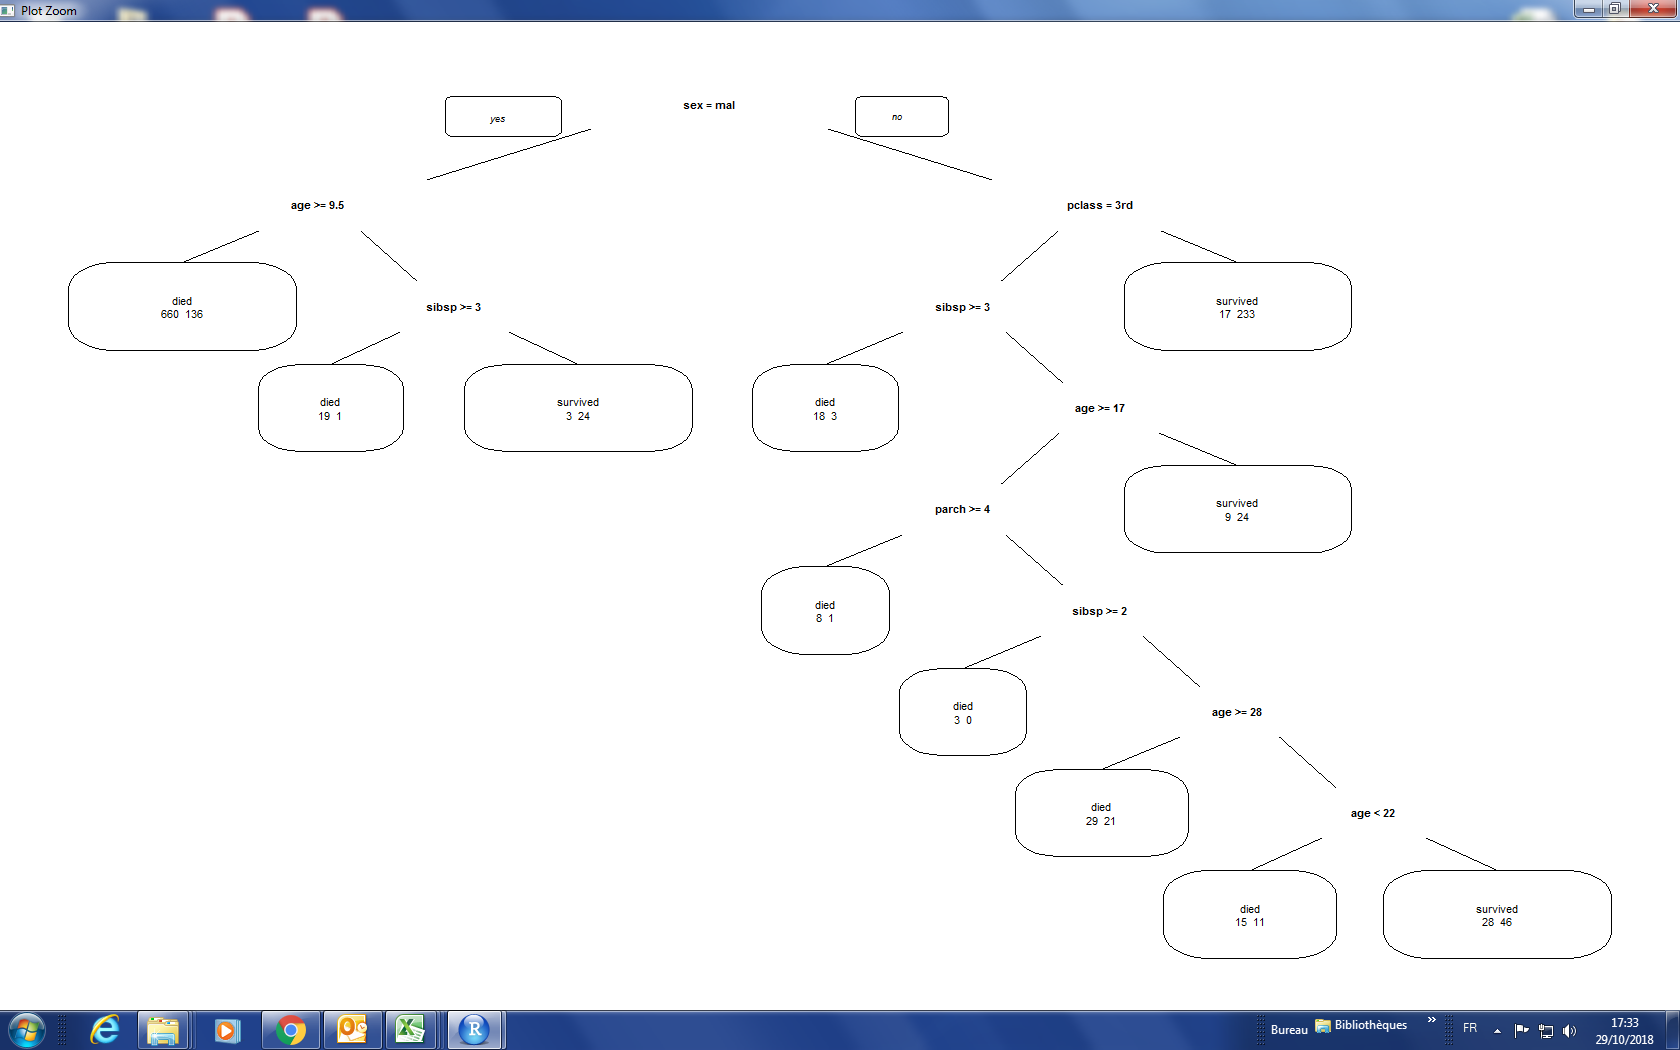 Plot Zoom
sex = mal
yes
no
age >= 9.5
pclass = 3rd
died
660 136
sibsp >= 3
sibsp >= 3
survived
17 233
died
19 1
survived
3 24
died
18 3
age >= 17
parch >= 4
survived
9 24
died
8 1
sibsp >= 2
died
3 0
age >= 28
died
29 21
age < 22
died
15 11
survived
28 46
Bureau
Bibliothèques
»
FR
17:33
29/10/2018